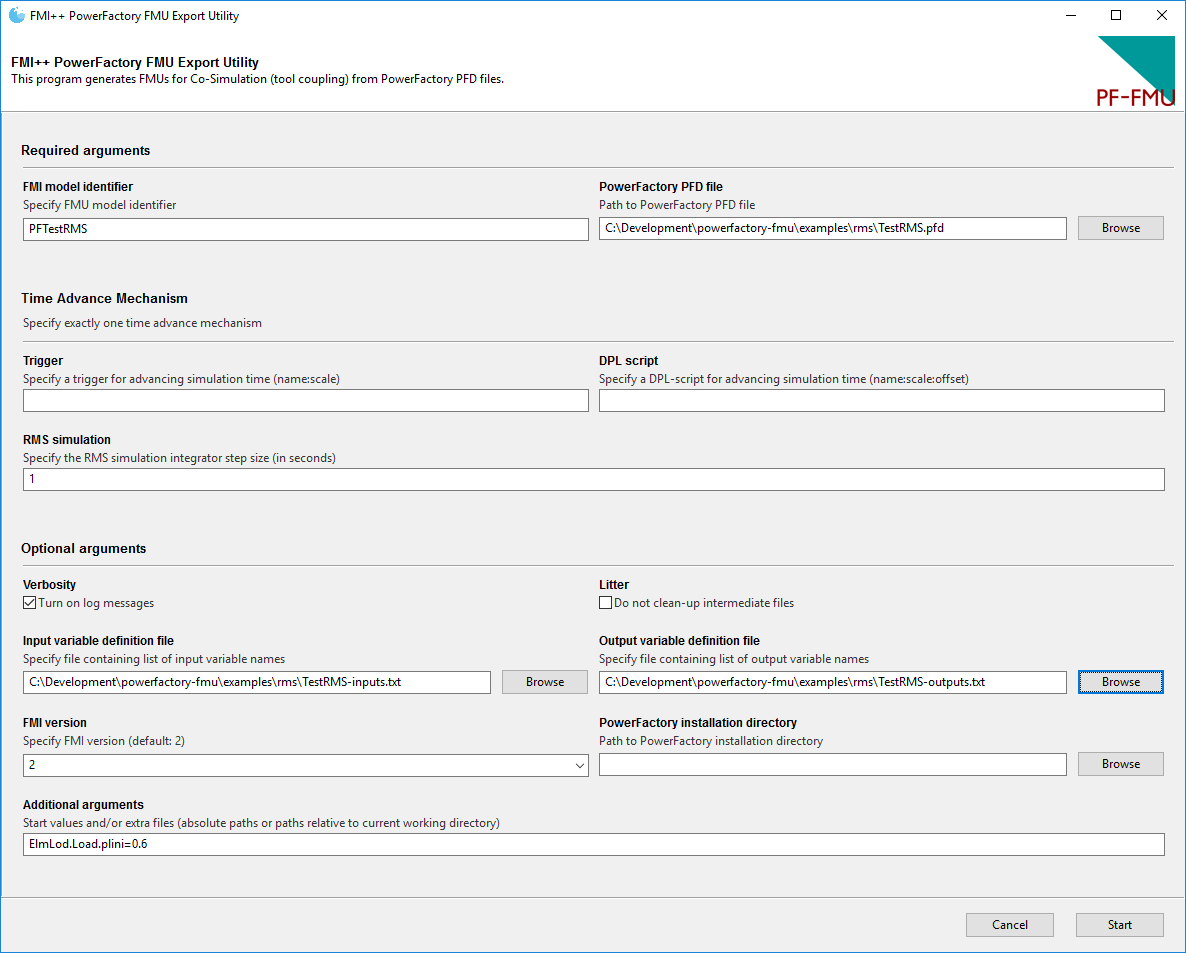 FMI++ PowerFactory FMU Export Utility
FMI++ PowerFactory FMU Export Utility
This program generates FMUs for Co-Simulation (tool coupling) from PowerFactory PFD files.
PF-FMU
Required arguments
FMI model identifier
PowerFactory PFD file
Specify FMU model identifier
Path to PowerFactory PFD file
PFTestRMS
C:\Development\powerfactory-fmu\examples\rms\TestRMS.pfd
Browse
Time Advance Mechanism
Specify exactly one time advance mechanism
Trigger
DPL script
Specify a trigger for advancing simulation time (name:scale)
Specify a DPL-script for advancing simulation time (name:scale:offset)
RMS simulation
Specify the RMS simulation integrator step size (in seconds)
1
Optional arguments
Verbosity
Litter
Turn on log messages
Do not clean-up intermediate files
Input variable definition file
Output variable definition file
Specify file containing list of input variable names
Specify file containing list of output variable names
C:\Development\powerfactory-fmu\examples\rms\TestRMS-inputs.txt
Browse
C:\Development\powerfactory-fmu\examples\rms\TestRMS-outputs.txt
Browse
FMI version
PowerFactory installation directory
Specify FMI version (default: 2)
Path to PowerFactory installation directory
2
Browse
Additional arguments
Start values and/or extra files (absolute paths or paths relative to current working directory)
ElmLod.Load.plini=0.6
Cancel
Start